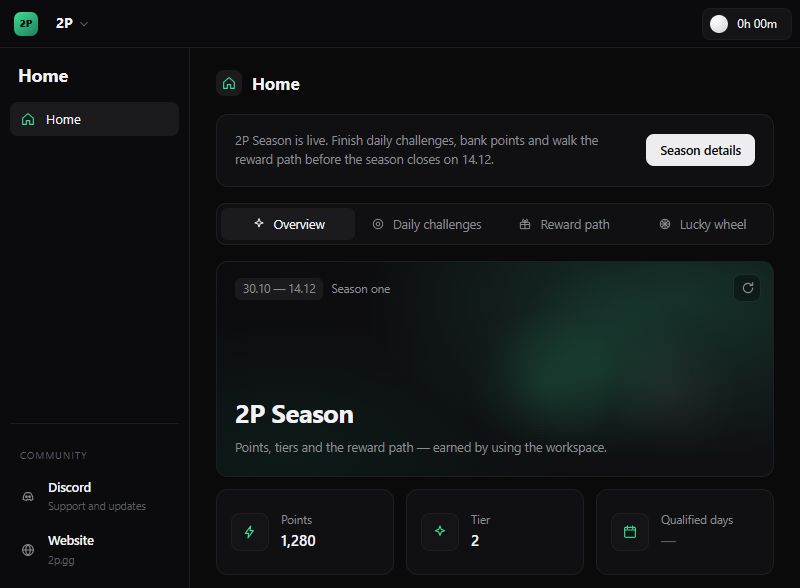 2P
2P
0h 00m
Home
Home
COMMUNITY
Discord
Support and updates
Website
2p.gg
Home
2P Season is live. Finish daily challenges, bank points and walk the
reward path before the season closes on 14.12.
Season details
Overview
Daily challenges
Reward path
Lucky wheel
30.10 — 14.12
Season one
2P Season
Points, tiers and the reward path — earned by using the workspace.
Points
1,280
Tier
2
Qualified days
—